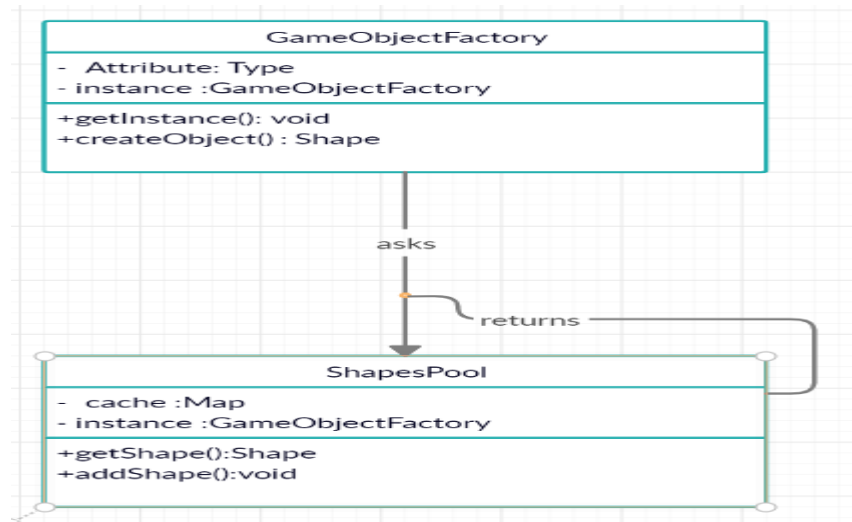 GameObjectFactory
- Attribute: Type
- instance :GameObjectFactory
+getInstance(): void
+createObject() : Shape
asks
returns
ShapesPool
- cache :Map
- instance :GameObjectFactory
+getShape():Shape
+addShape():void